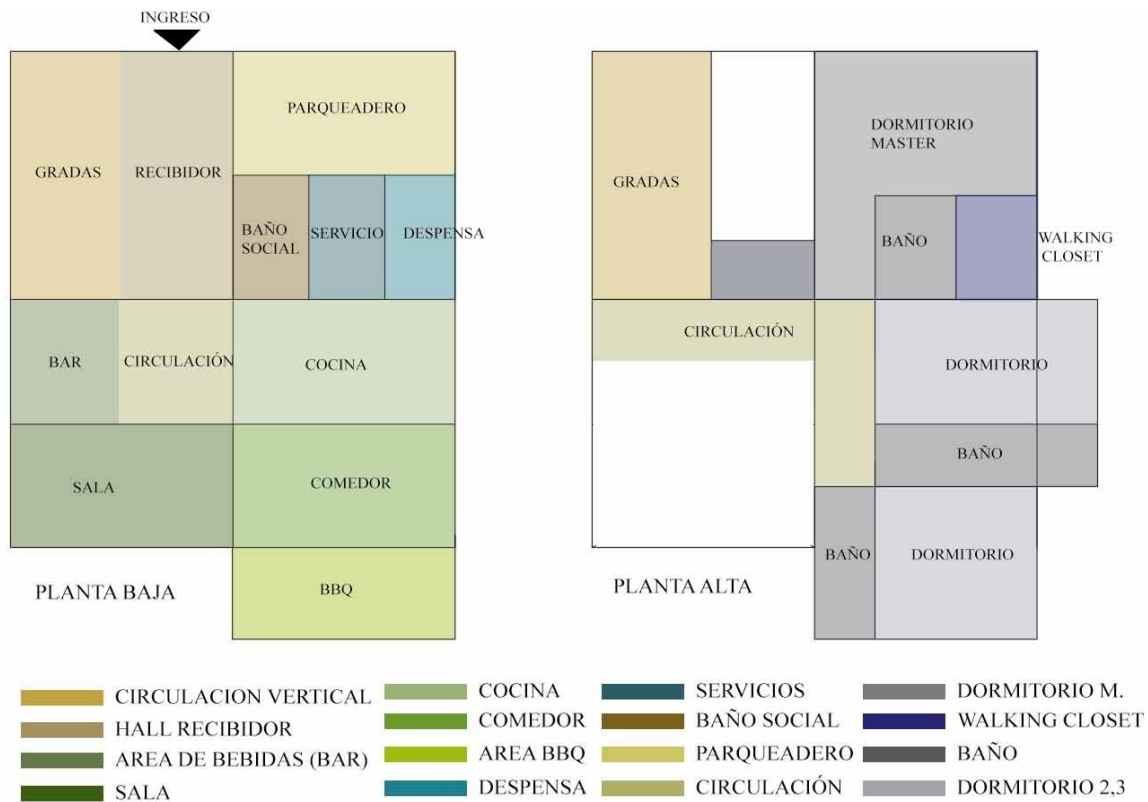 INGRESO
PARQUEADERO
GRADAS
RECIBIDOR
BAÑO
SOCIAL
SERVICIO
DESPENSA
BAR
CIRCULACIÓN
COCINA
SALA
COMEDOR
BBQ
PLANTA BAJA
DORMITORIO
MASTER
GRADAS
BAÑO
WALKING
CLOSET
CIRCULACIÓN
DORMITORIO
BAÑO
BAÑO
DORMITORIO
PLANTA ALTA
CIRCULACION VERTICAL
HALL RECIBIDOR
AREA DE BEBIDAS (BAR)
SALA
COCINA
COMEDOR
AREA BBQ
DESPENSA
SERVICIOS
BAÑO SOCIAL
PARQUEADERO
CIRCULACIÓN
DORMITORIO M.
WALKING CLOSET
BAÑO
DORMITORIO 2,3